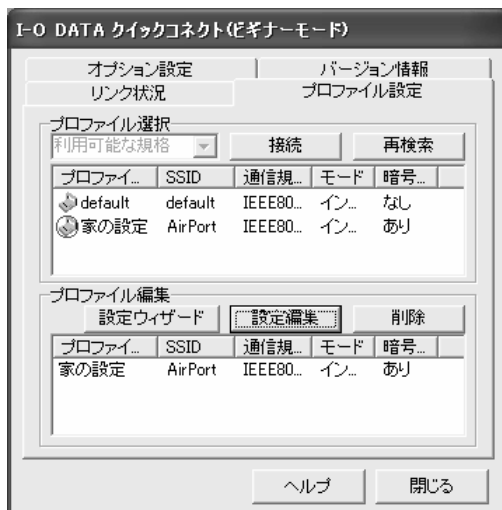 I-O DATA クイックコネクト(ビギナーモード)
オプション設定 バージョン情報
リンク状況 プロファイル設定
プロファイル選択
利用可能な規格 接続 再検索
プロファイ... SSID 通信規... モード 暗号...
default default IEEE80... イン... なし
家の設定 AirPort IEEE80... イン... あり
プロファイル編集
設定ウィザード 設定編集 削除
プロファイ... SSID 通信規... モード 暗号...
家の設定 AirPort IEEE80... イン... あり
ヘルプ 閉じる